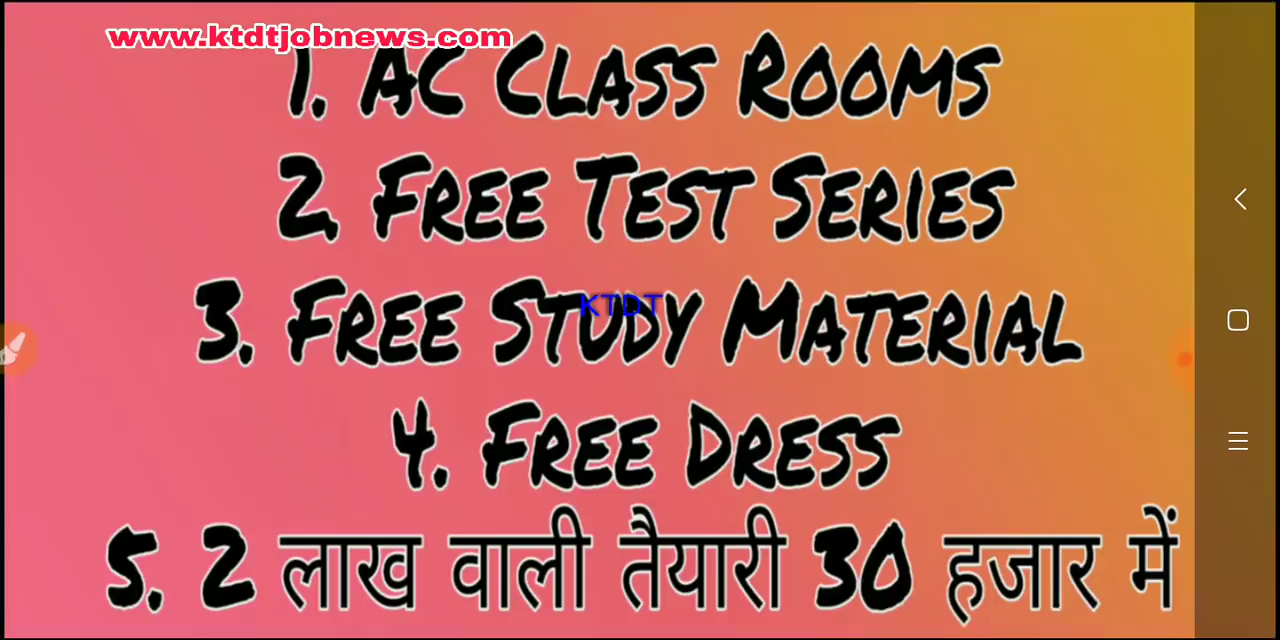 www.ktdtjobnews.com
1. AC CLASS ROOMS
2. FREE TEST SERIES
3. FREE STUDY MATERIAL
KTDT
4. FREE DRESS
5. 2 लाख वाली तैयारी 30 हजार में